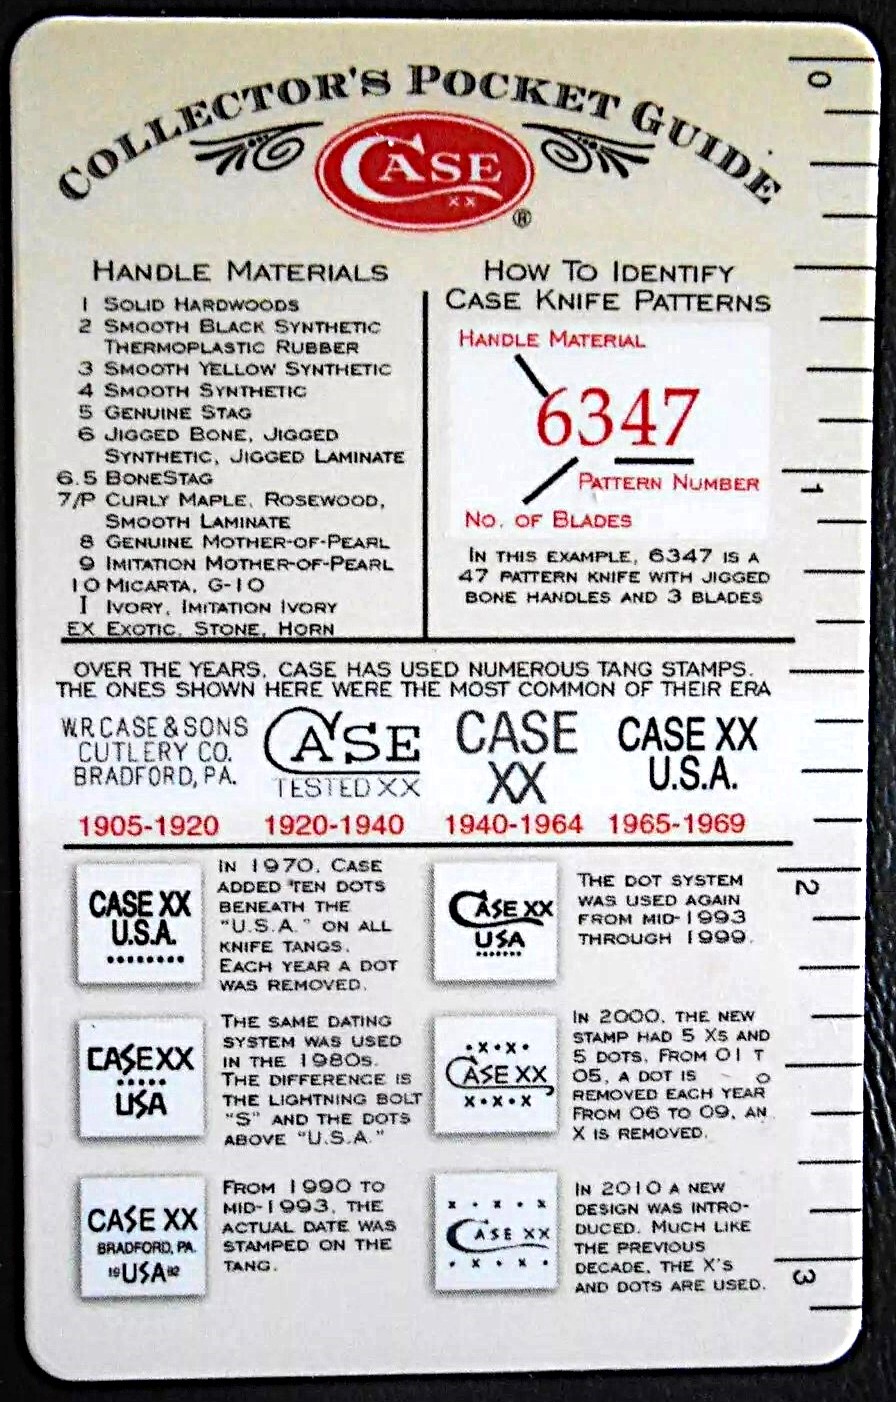 COLLECTOR'S POCKET GUIDE
CASE
XX
®
HANDLE MATERIALS
1 SOLID HARDWOODS
2 SMOOTH BLACK SYNTHETIC
THERMOPLASTIC RUBBER
3 SMOOTH YELLOW SYNTHETIC
4 SMOOTH SYNTHETIC
5 GENUINE STAG
6 JIGGED BONE, JIGGED
SYNTHETIC, JIGGED LAMINATE
6.5 BONESTAG
7/P CURLY MAPLE, ROSEWOOD,
SMOOTH LAMINATE
8 GENUINE MOTHER-OF-PEARL
9 IMITATION MOTHER-OF-PEARL
10 MICARTA, G-10
I IVORY, IMITATION IVORY
EX EXOTIC, STONE, HORN
HOW TO IDENTIFY
CASE KNIFE PATTERNS
HANDLE MATERIAL
6347
PATTERN NUMBER
NO. OF BLADES
IN THIS EXAMPLE, 6347 IS A
47 PATTERN KNIFE WITH JIGGED
BONE HANDLES AND 3 BLADES
OVER THE YEARS, CASE HAS USED NUMEROUS TANG STAMPS.
THE ONES SHOWN HERE WERE THE MOST COMMON OF THEIR ERA
W.R.CASE & SONS
CUTLERY CO.
BRADFORD, PA.
1905-1920
CASE
TESTED XX
1920-1940
CASE
XX
1940-1964
CASE XX
U.S.A.
1965-1969
CASE XX
U.S.A.
IN 1970, CASE
ADDED TEN DOTS
BENEATH THE
"U.S.A." ON ALL
KNIFE TANGS.
EACH YEAR A DOT
WAS REMOVED.
CASE XX
USA
THE SAME DATING
SYSTEM WAS USED
IN THE 1980S.
THE DIFFERENCE IS
THE LIGHTNING BOLT
"S" AND THE DOTS
ABOVE "U.S.A."
CASE XX
BRADFORD, PA.
19 USA 92
FROM 1990 TO
MID-1993, THE
ACTUAL DATE WAS
STAMPED ON THE
TANG.
CASE XX
USA
THE DOT SYSTEM
WAS USED AGAIN
FROM MID-1993
THROUGH 1999.
•X•X•
CASE XX
X•X•X
IN 2000, THE NEW
STAMP HAD 5 XS AND
5 DOTS. FROM 01 T
05, A DOT IS O
REMOVED EACH YEAR
FROM 06 TO 09, AN
X IS REMOVED.
X • X • X
CASE XX
• X • X •
IN 2010 A NEW
DESIGN WAS INTRO-
DUCED. MUCH LIKE
THE PREVIOUS
DECADE, THE X'S
AND DOTS ARE USED.
0
1
2
3